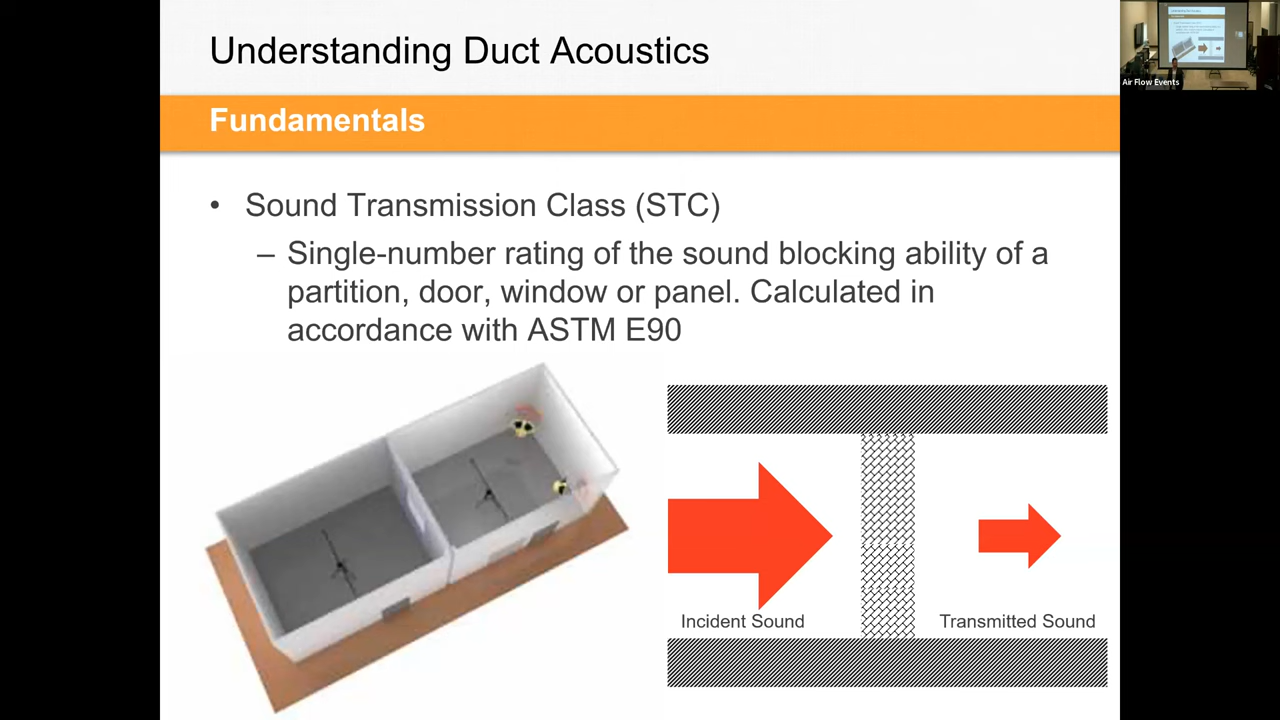 Understanding Duct Acoustics
Fundamentals
• Sound Transmission Class (STC)
– Single-number rating of the sound blocking ability of a
partition, door, window or panel. Calculated in
accordance with ASTM E90
Incident Sound
Transmitted Sound
Air Flow Events